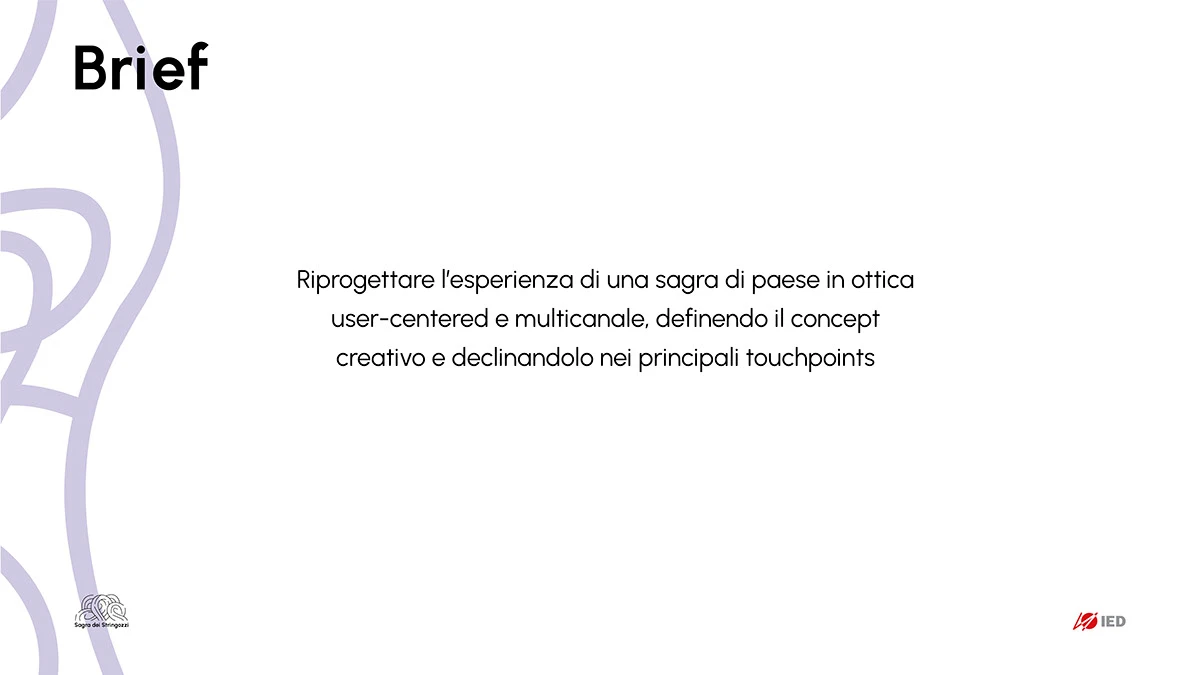 Brief
Riprogettare l'esperienza di una sagra di paese in ottica
user-centered e multicanale, definendo il concept
creativo e declinandolo nei principali touchpoints
Sagra dei Stringozzi
IED